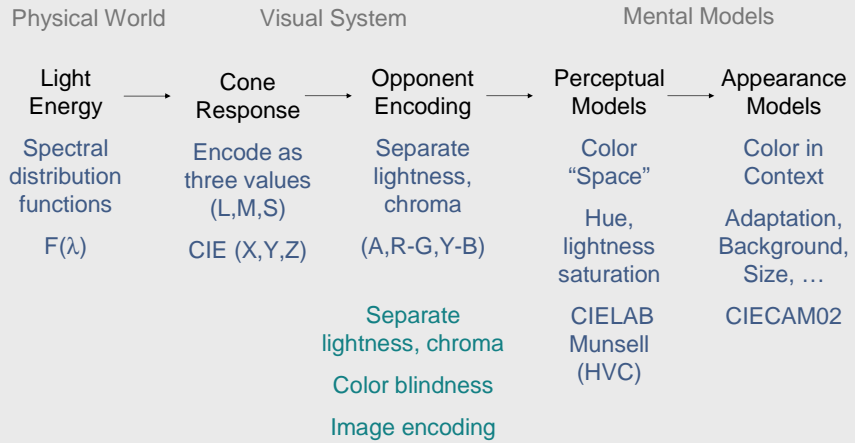 Physical World
Visual System
Mental Models
Light
Energy
Cone
Response
Opponent
Encoding
Perceptual
Models
Appearance
Models
Spectral
distribution
functions
F(λ)
Encode as
three values
(L,M,S)
CIE (X,Y,Z)
Separate
lightness,
chroma
(A,R-G,Y-B)
Separate
lightness, chroma
Color blindness
Image encoding
Color
“Space”
Hue,
lightness
saturation
CIELAB
Munsell
(HVC)
Color in
Context
Adaptation,
Background,
Size, …
CIECAM02